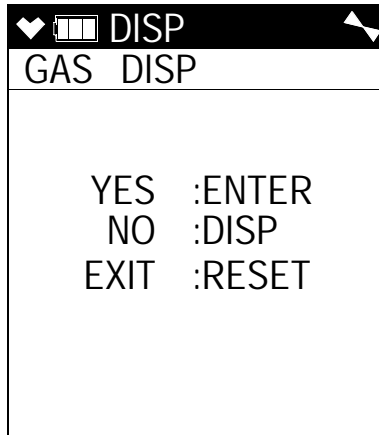 DISP
GAS DISP
YES :ENTER
NO :DISP
EXIT :RESET